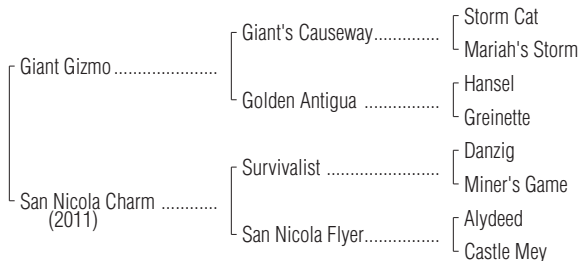 Storm Cat
Giant's Causeway..............
Mariah's Storm
Giant Gizmo ......................
Hansel
Golden Antigua ................
Greinette
Danzig
Survivalist ........................
Miner's Game
San Nicola Charm ............
(2011)
Alydeed
San Nicola Flyer................
Castle Mey